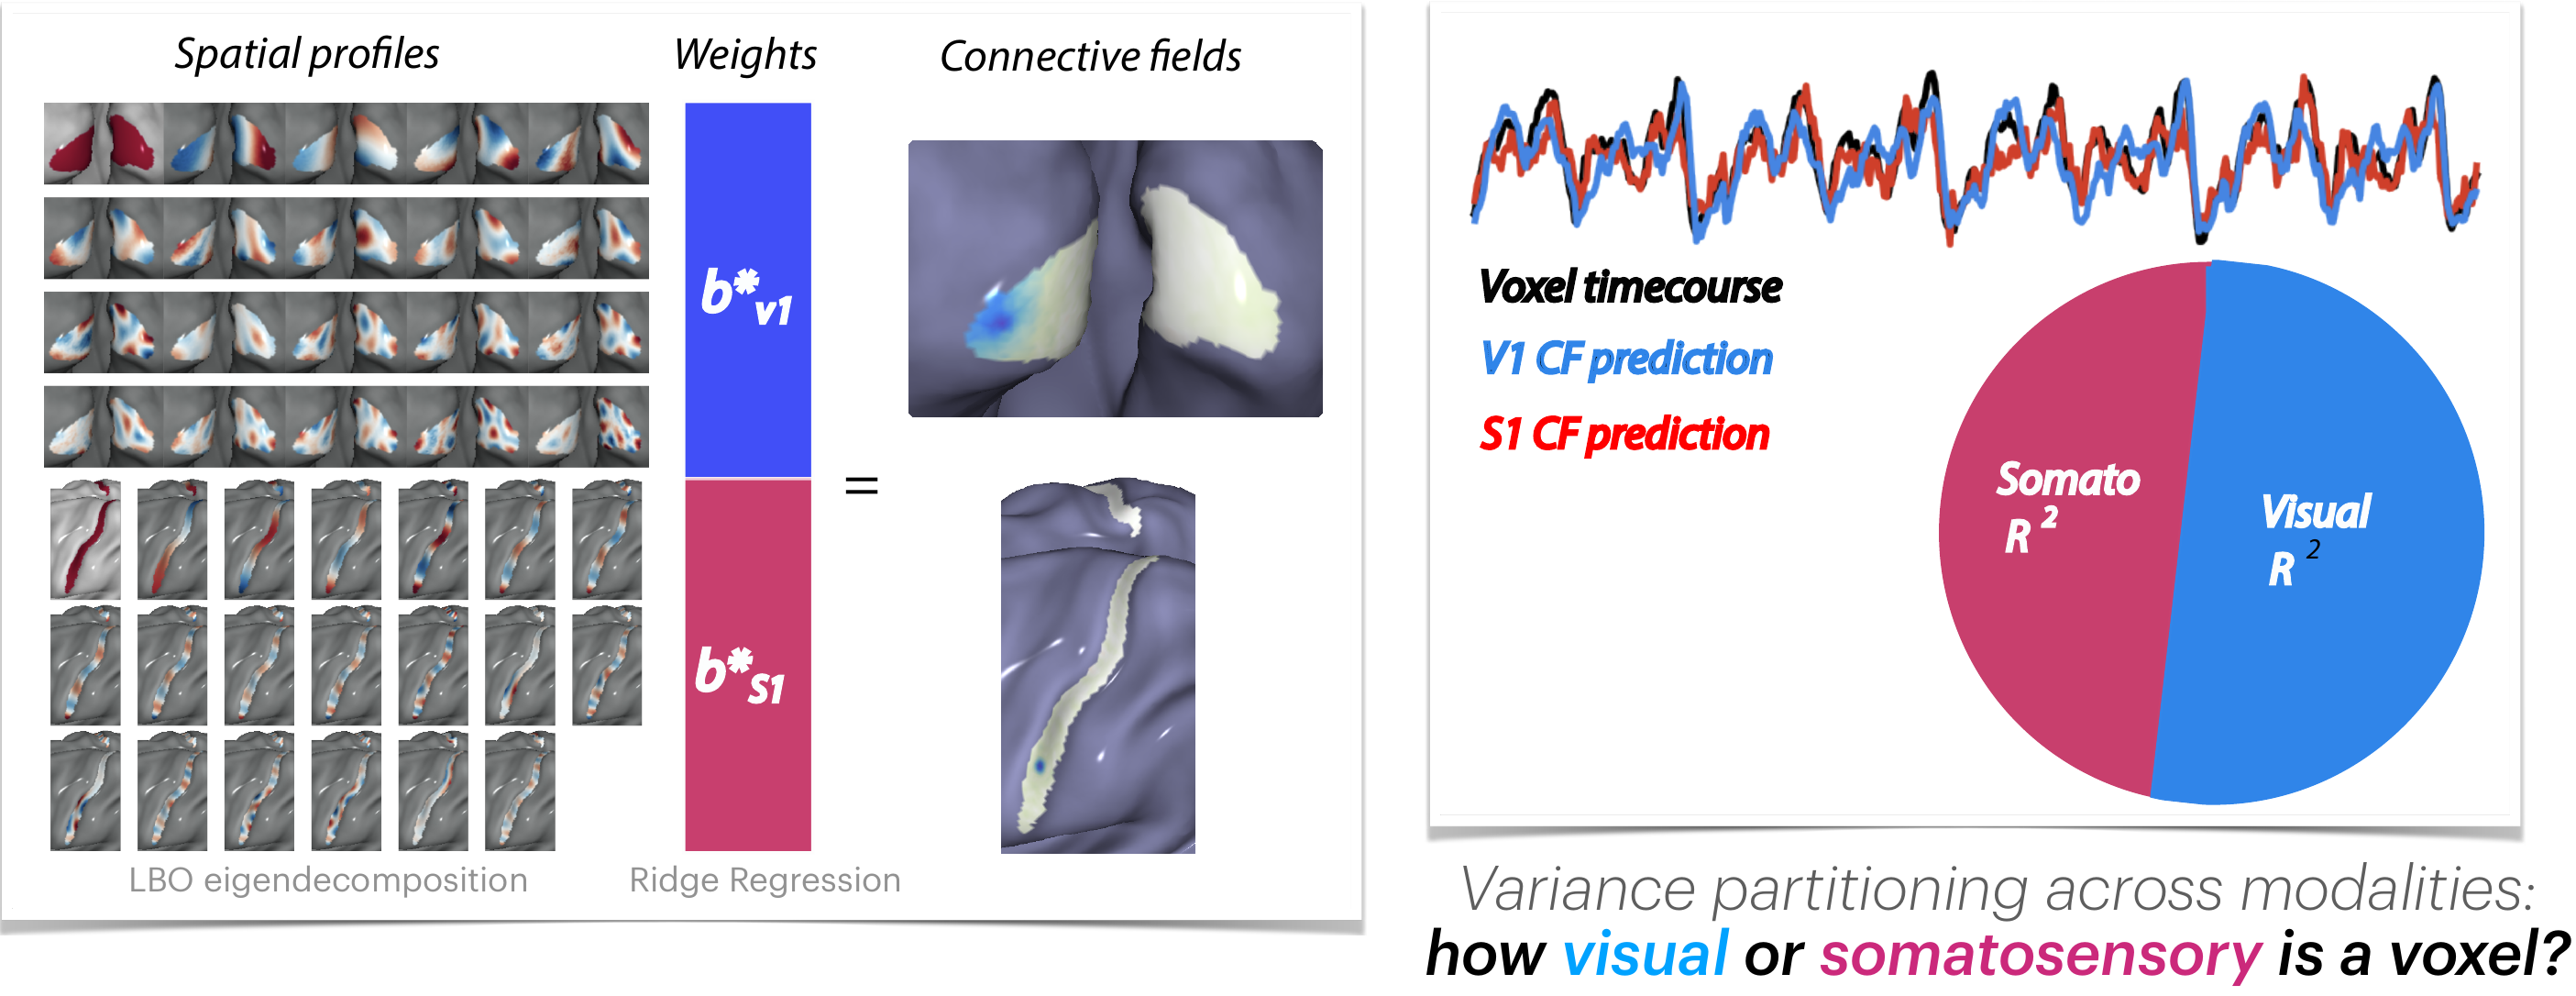 Spatial profiles
Weights
Connective fields
b*v1
b*S1
=
LBO eigendecomposition
Ridge Regression
Voxel timecourse
V1 CF prediction
S1 CF prediction
Somato
R 2
Visual
R 2
Variance partitioning across modalities:
how visual or somatosensory is a voxel?